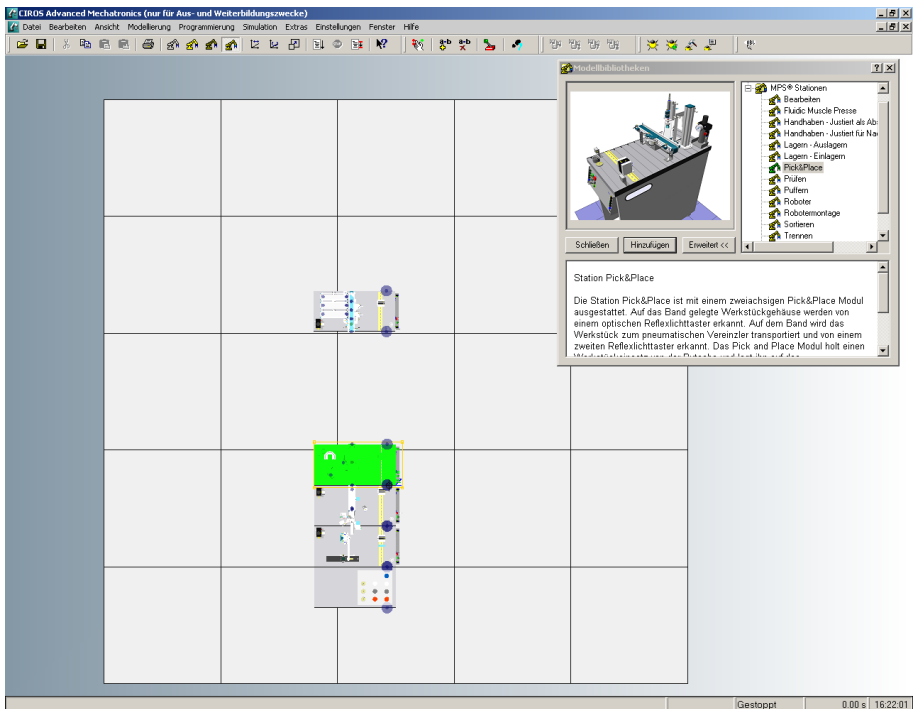 CIROS Advanced Mechatronics (nur für Aus- und Weiterbildungszwecke)
Datei Bearbeiten Ansicht Modellierung Programmierung Simulation Extras Einstellungen Fenster Hilfe
Modellbibliotheken
MPS® Stationen
Bearbeiten
Fluidic Muscle Presse
Handhaben - Justiert als Abs
Handhaben - Justiert für Na
Lagern - Auslagern
Lagern - Einlagern
Pick&Place
Prüfen
Puffern
Roboter
Robotermontage
Sortieren
Trennen
Schließen Hinzufügen Erweitert <<
Station Pick&Place
Die Station Pick&Place ist mit einem zweiachsigen Pick&Place Modul
ausgestattet. Auf das Band gelegte Werkstückgehäuse werden von
einem optischen Reflexlichttaster erkannt. Auf dem Band wird das
Werkstück zum pneumatischen Vereinzler transportiert und von einem
zweiten Reflexlichttaster erkannt. Das Pick and Place Modul holt einen
Gestoppt 0.00 s 16:22:01